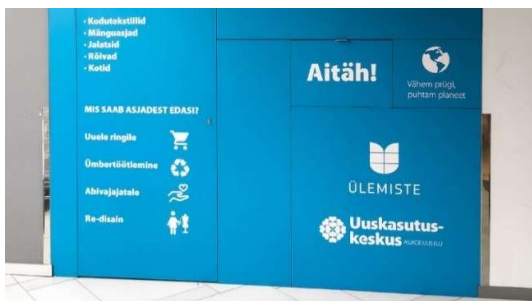 • Kodutekstiilid
• Mänguasjad
• Jalatsid
• Rõivad
• Kotid
MIS SAAB ASJADEST EDASI?
Uuele ringile
Ümbertöötlemine
Abivajajatele
Re-disain
Aitäh!
Vähem prügi,
puhtam planeet
ÜLEMISTE
Uuskasutus-
keskus